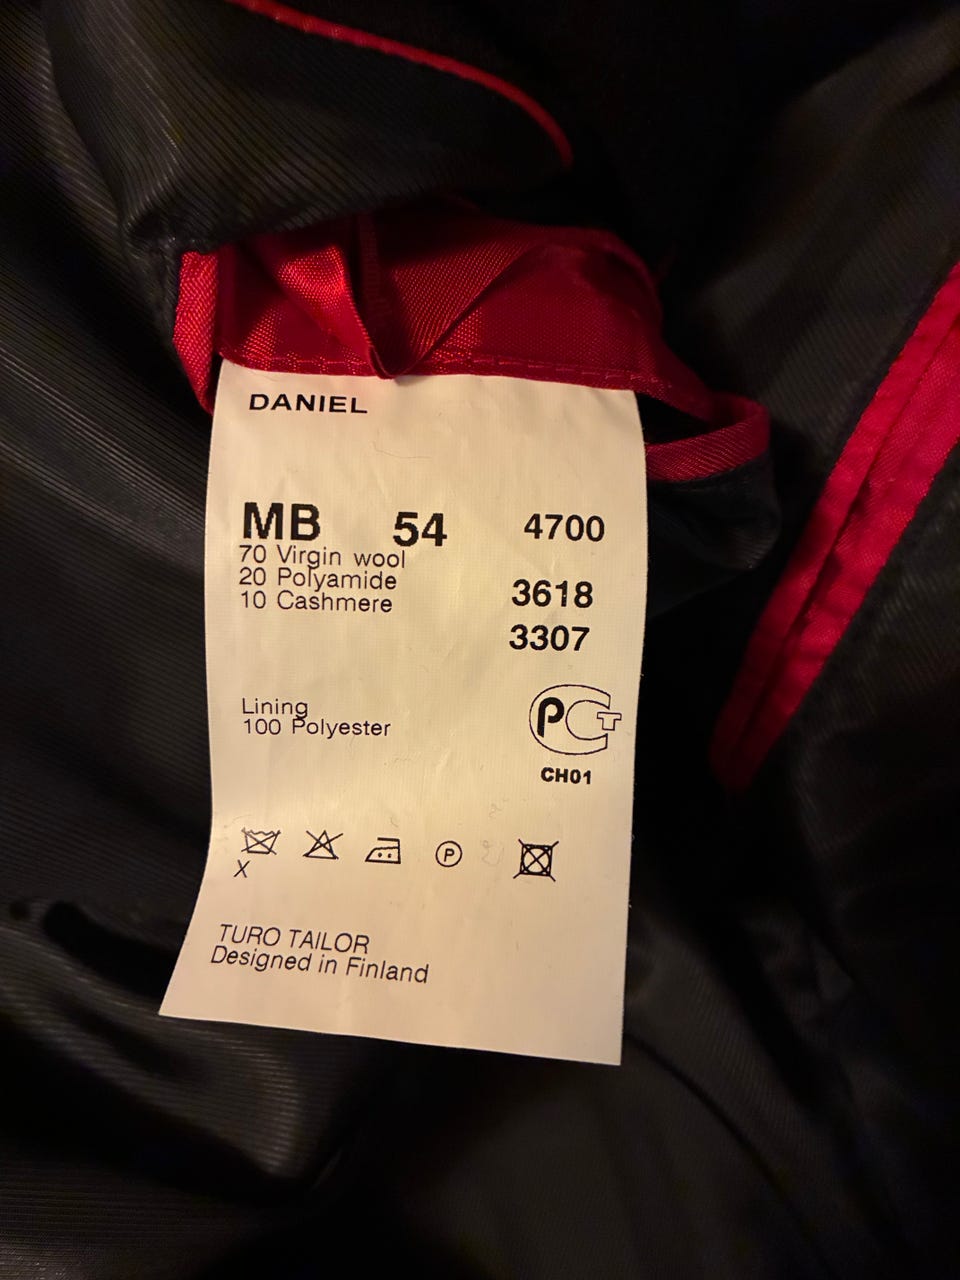 DANIEL
MB 54 4700
70 Virgin wool
20 Polyamide
10 Cashmere
3618
3307
Lining
100 Polyester
PCT
CH01
P
X
TURO TAILOR
Designed in Finland